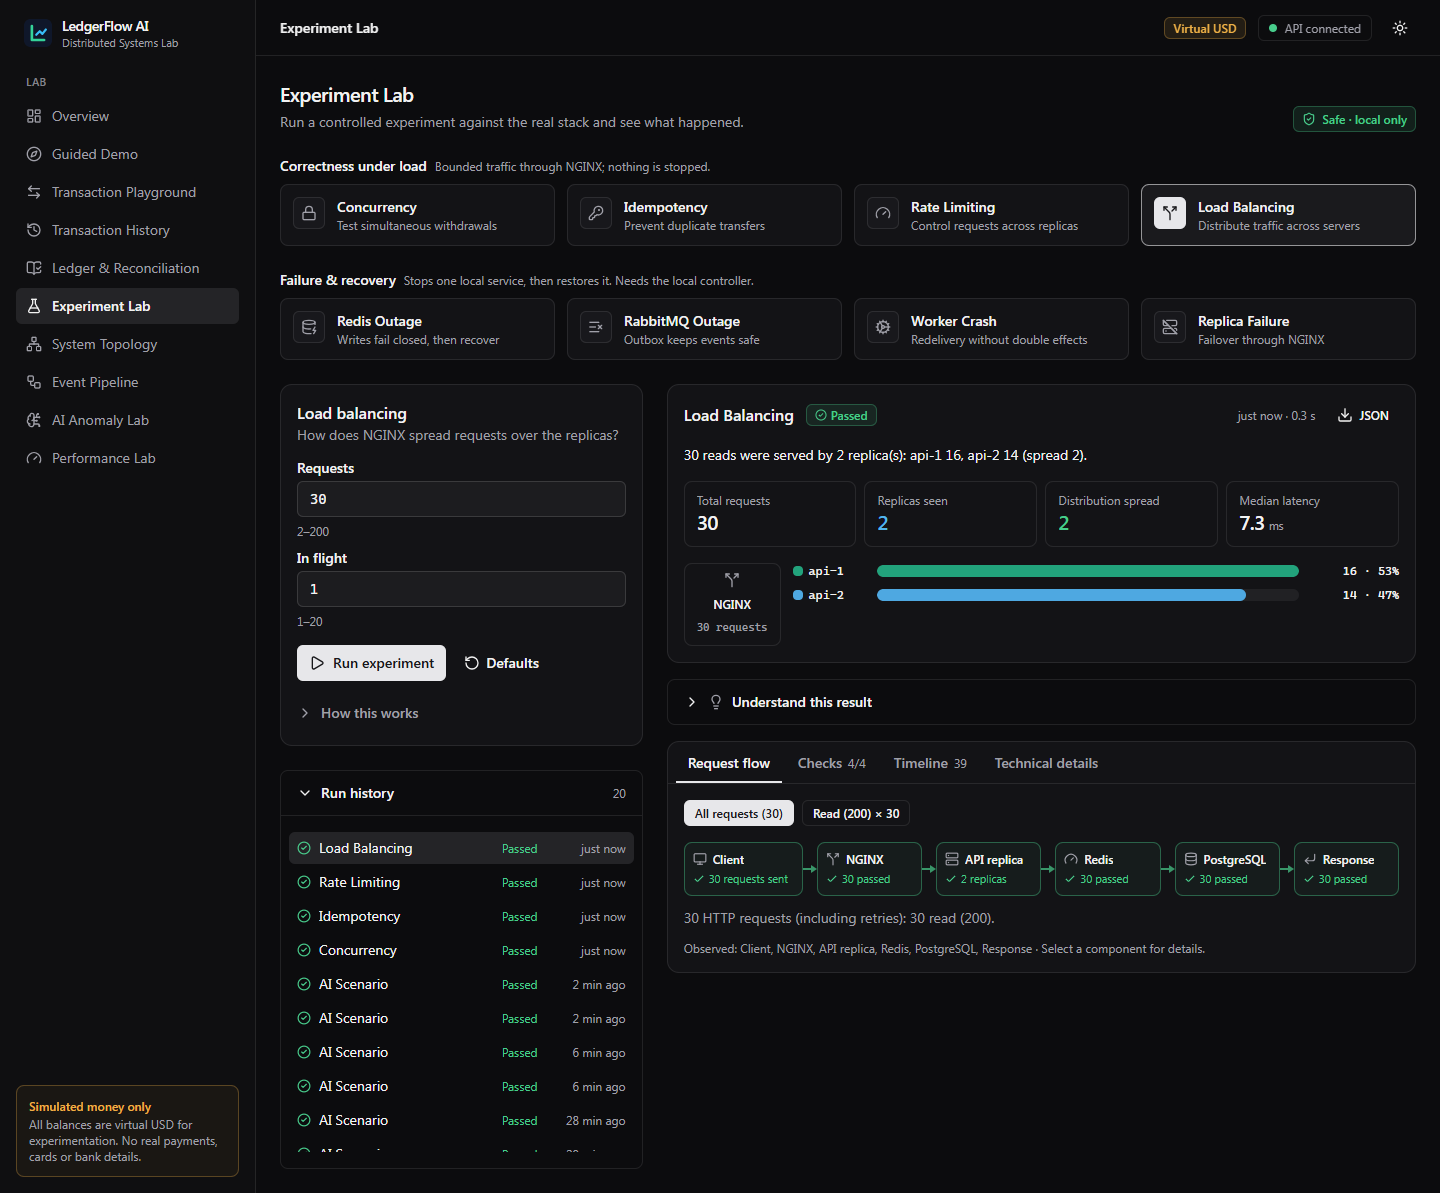 LedgerFlow AI
Distributed Systems Lab
LAB
Overview
Guided Demo
Transaction Playground
Transaction History
Ledger & Reconciliation
Experiment Lab
System Topology
Event Pipeline
AI Anomaly Lab
Performance Lab
Simulated money only
All balances are virtual USD for
experimentation. No real payments,
cards or bank details.
Experiment Lab
Virtual USD
API connected
Experiment Lab
Run a controlled experiment against the real stack and see what happened.
Safe · local only
Correctness under load Bounded traffic through NGINX; nothing is stopped.
Concurrency
Test simultaneous withdrawals
Idempotency
Prevent duplicate transfers
Rate Limiting
Control requests across replicas
Load Balancing
Distribute traffic across servers
Failure & recovery Stops one local service, then restores it. Needs the local controller.
Redis Outage
Writes fail closed, then recover
RabbitMQ Outage
Outbox keeps events safe
Worker Crash
Redelivery without double effects
Replica Failure
Failover through NGINX
Load balancing
How does NGINX spread requests over the replicas?
Requests
30
2–200
In flight
1
1–20
Run experiment
Defaults
How this works
Run history 20
Load Balancing Passed just now
Rate Limiting Passed just now
Idempotency Passed just now
Concurrency Passed just now
AI Scenario Passed 2 min ago
AI Scenario Passed 2 min ago
AI Scenario Passed 6 min ago
AI Scenario Passed 6 min ago
AI Scenario Passed 28 min ago
Load Balancing
Passed
just now · 0.3 s
JSON
30 reads were served by 2 replica(s): api-1 16, api-2 14 (spread 2).
Total requests
30
Replicas seen
2
Distribution spread
2
Median latency
7.3 ms
NGINX
30 requests
api-1 16 · 53%
api-2 14 · 47%
Understand this result
Request flow
Checks 4/4
Timeline 39
Technical details
All requests (30)
Read (200) × 30
Client
30 requests sent
NGINX
30 passed
API replica
2 replicas
Redis
30 passed
PostgreSQL
30 passed
Response
30 passed
30 HTTP requests (including retries): 30 read (200).
Observed: Client, NGINX, API replica, Redis, PostgreSQL, Response · Select a component for details.